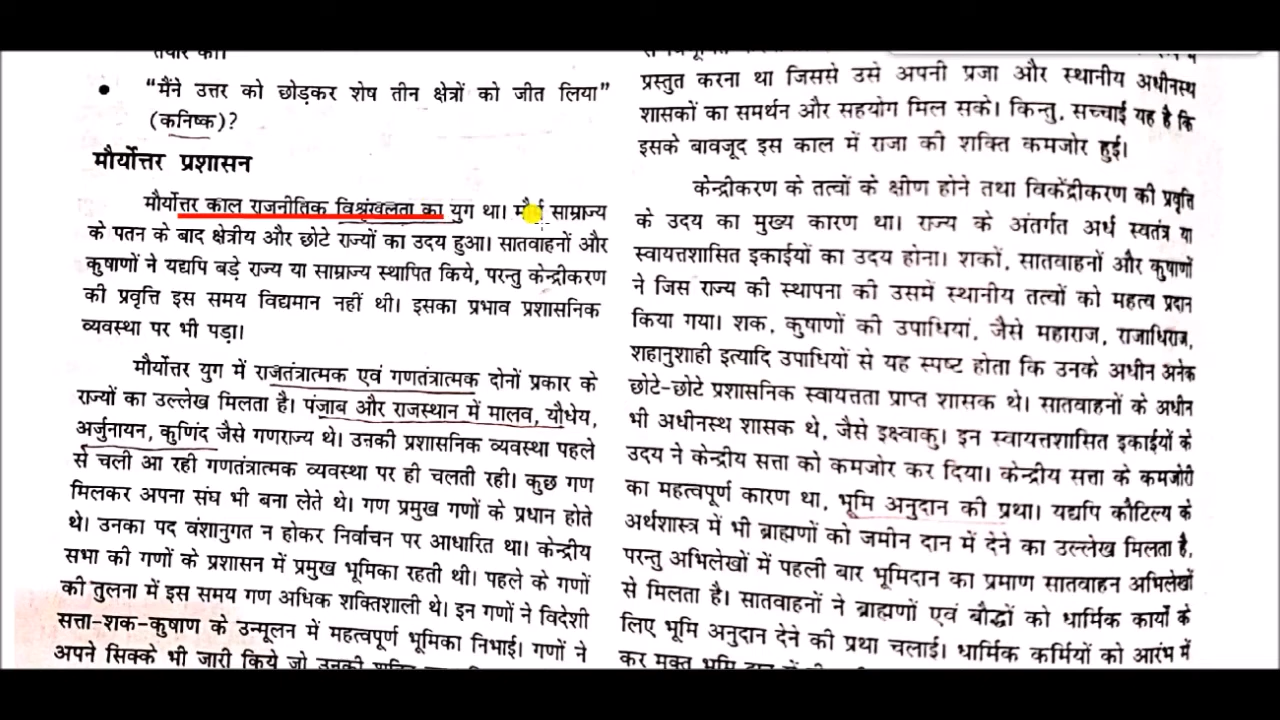 तैयार की।
• "मैंने उत्तर को छोड़कर शेष तीन क्षेत्रों को जीत लिया"
(कनिष्क)?
मौर्योत्तर प्रशासन
मौर्योत्तर काल राजनीतिक विश्रृंखलता का युग था। मौर्य साम्राज्य
के पतन के बाद क्षेत्रीय और छोटे राज्यों का उदय हुआ। सातवाहनों और
कुषाणों ने यद्यपि बड़े राज्य या साम्राज्य स्थापित किये, परन्तु केन्द्रीकरण
की प्रवृत्ति इस समय विद्यमान नहीं थी। इसका प्रभाव प्रशासनिक
व्यवस्था पर भी पड़ा।
मौर्योत्तर युग में राजतंत्रात्मक एवं गणतंत्रात्मक दोनों प्रकार के
राज्यों का उल्लेख मिलता है। पंजाब और राजस्थान में मालव, यौधेय,
अर्जुनायन, कुणिंद जैसे गणराज्य थे। उनकी प्रशासनिक व्यवस्था पहले
से चली आ रही गणतंत्रात्मक व्यवस्था पर ही चलती रही। कुछ गण
मिलकर अपना संघ भी बना लेते थे। गण प्रमुख गणों के प्रधान होते
थे। उनका पद वंशानुगत न होकर निर्वाचन पर आधारित था। केन्द्रीय
सभा की गणों के प्रशासन में प्रमुख भूमिका रहती थी। पहले के गणों
की तुलना में इस समय गण अधिक शक्तिशाली थे। इन गणों ने विदेशी
सत्ता-शक-कुषाण के उन्मूलन में महत्वपूर्ण भूमिका निभाई। गणों ने
अपने सिक्के भी जारी किये जो उनकी
प्रस्तुत करना था जिससे उसे अपनी प्रजा और स्थानीय अधीनस्थ
शासकों का समर्थन और सहयोग मिल सके। किन्तु, सच्चाई यह है कि
इसके बावजूद इस काल में राजा की शक्ति कमजोर हुई।
केन्द्रीकरण के तत्वों के क्षीण होने तथा विकेंद्रीकरण की प्रवृत्ति
के उदय का मुख्य कारण था। राज्य के अंतर्गत अर्ध स्वतंत्र या
स्वायत्तशासित इकाईयों का उदय होना। शकों, सातवाहनों और कुषाणों
ने जिस राज्य की स्थापना की उसमें स्थानीय तत्वों को महत्व प्रदान
किया गया। शक, कुषाणों की उपाधियां, जैसे महाराज, राजाधिराज,
शहानुशाही इत्यादि उपाधियों से यह स्पष्ट होता कि उनके अधीन अनेक
छोटे-छोटे प्रशासनिक स्वायत्तता प्राप्त शासक थे। सातवाहनों के अधीन
भी अधीनस्थ शासक थे, जैसे इक्ष्वाकु। इन स्वायत्तशासित इकाईयों के
उदय ने केन्द्रीय सत्ता को कमजोर कर दिया। केन्द्रीय सत्ता के कमजोरी
का महत्वपूर्ण कारण था, भूमि अनुदान की प्रथा। यद्यपि कौटिल्य के
अर्थशास्त्र में भी ब्राह्मणों को जमीन दान में देने का उल्लेख मिलता है,
परन्तु अभिलेखों में पहली बार भूमिदान का प्रमाण सातवाहन अभिलेखों
से मिलता है। सातवाहनों ने ब्राह्मणों एवं बौद्धों को धार्मिक कार्यों के
लिए भूमि अनुदान देने की प्रथा चलाई। धार्मिक कर्मियों को आरंभ में
कर मुक्त भूमि दान में